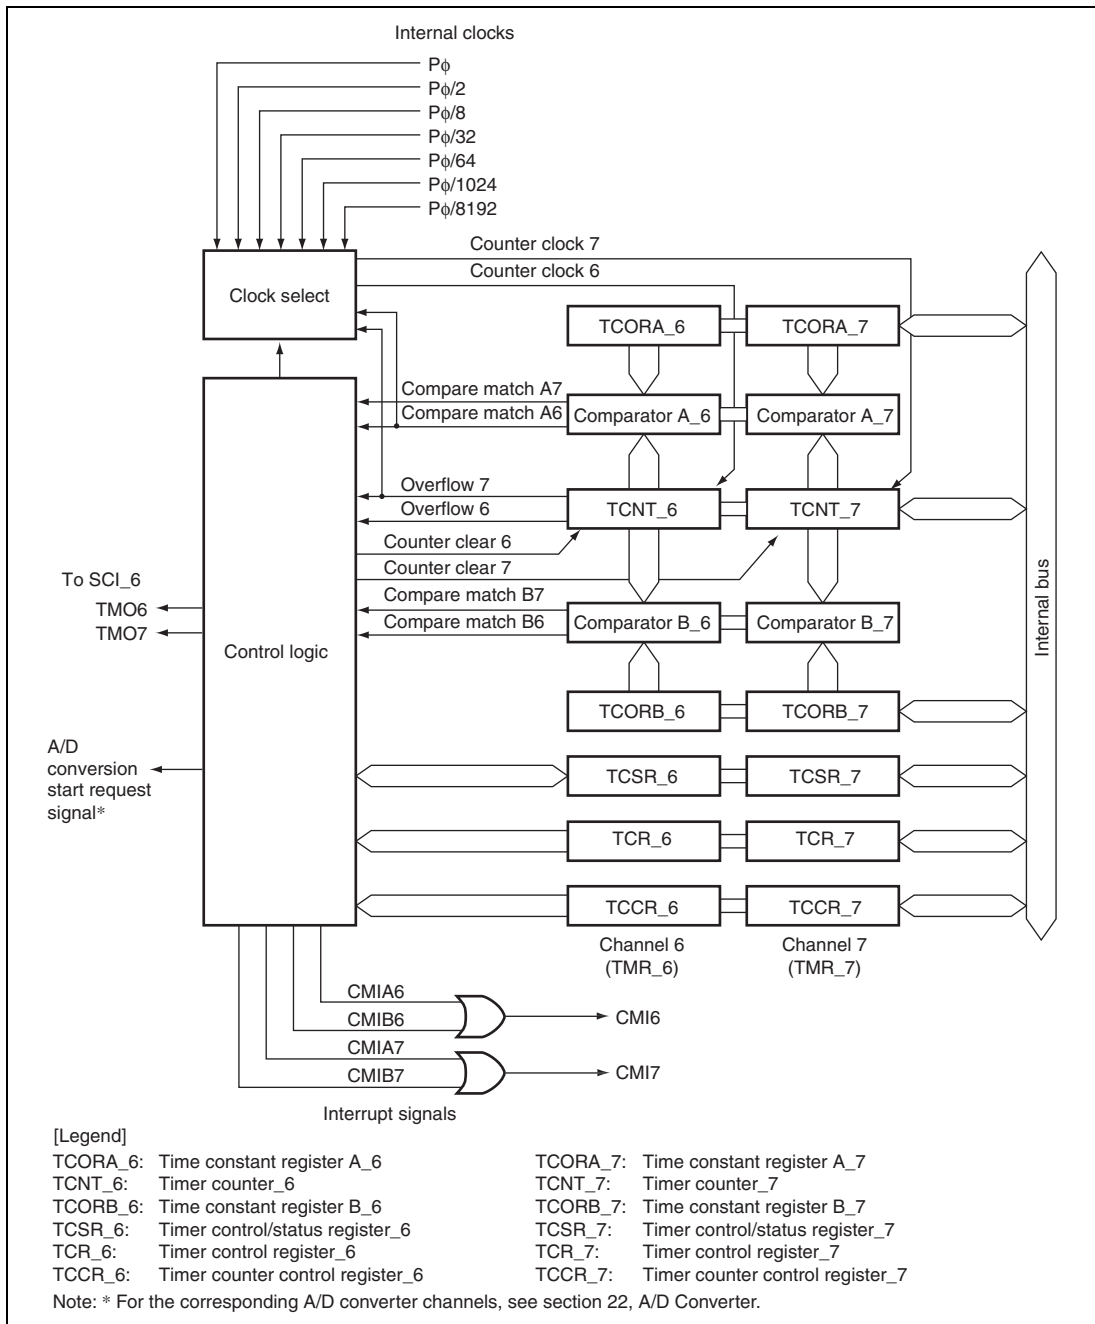 Internal clocks
Pϕ
Pϕ/2
Pϕ/8
Pϕ/32
Pϕ/64
Pϕ/1024
Pϕ/8192
Counter clock 7
Counter clock 6
Clock select
TCORA_6
TCORA_7
Compare match A7
Compare match A6
Comparator A_6
Comparator A_7
Overflow 7
Overflow 6
TCNT_6
TCNT_7
Counter clear 6
Counter clear 7
To SCI_6
TMO6
TMO7
Compare match B7
Compare match B6
Comparator B_6
Comparator B_7
Control logic
Internal bus
TCORB_6
TCORB_7
A/D
conversion
start request
signal*
TCSR_6
TCSR_7
TCR_6
TCR_7
TCCR_6
TCCR_7
Channel 6
(TMR_6)
Channel 7
(TMR_7)
CMIA6
CMIB6
CMI6
CMIA7
CMIB7
CMI7
Interrupt signals
[Legend]
TCORA_6: Time constant register A_6
TCORA_7: Time constant register A_7
TCNT_6: Timer counter_6
TCNT_7: Timer counter_7
TCORB_6: Time constant register B_6
TCORB_7: Time constant register B_7
TCSR_6: Timer control/status register_6
TCSR_7: Timer control/status register_7
TCR_6: Timer control register_6
TCR_7: Timer control register_7
TCCR_6: Timer counter control register_6
TCCR_7: Timer counter control register_7
Note: * For the corresponding A/D converter channels, see section 22, A/D Converter.